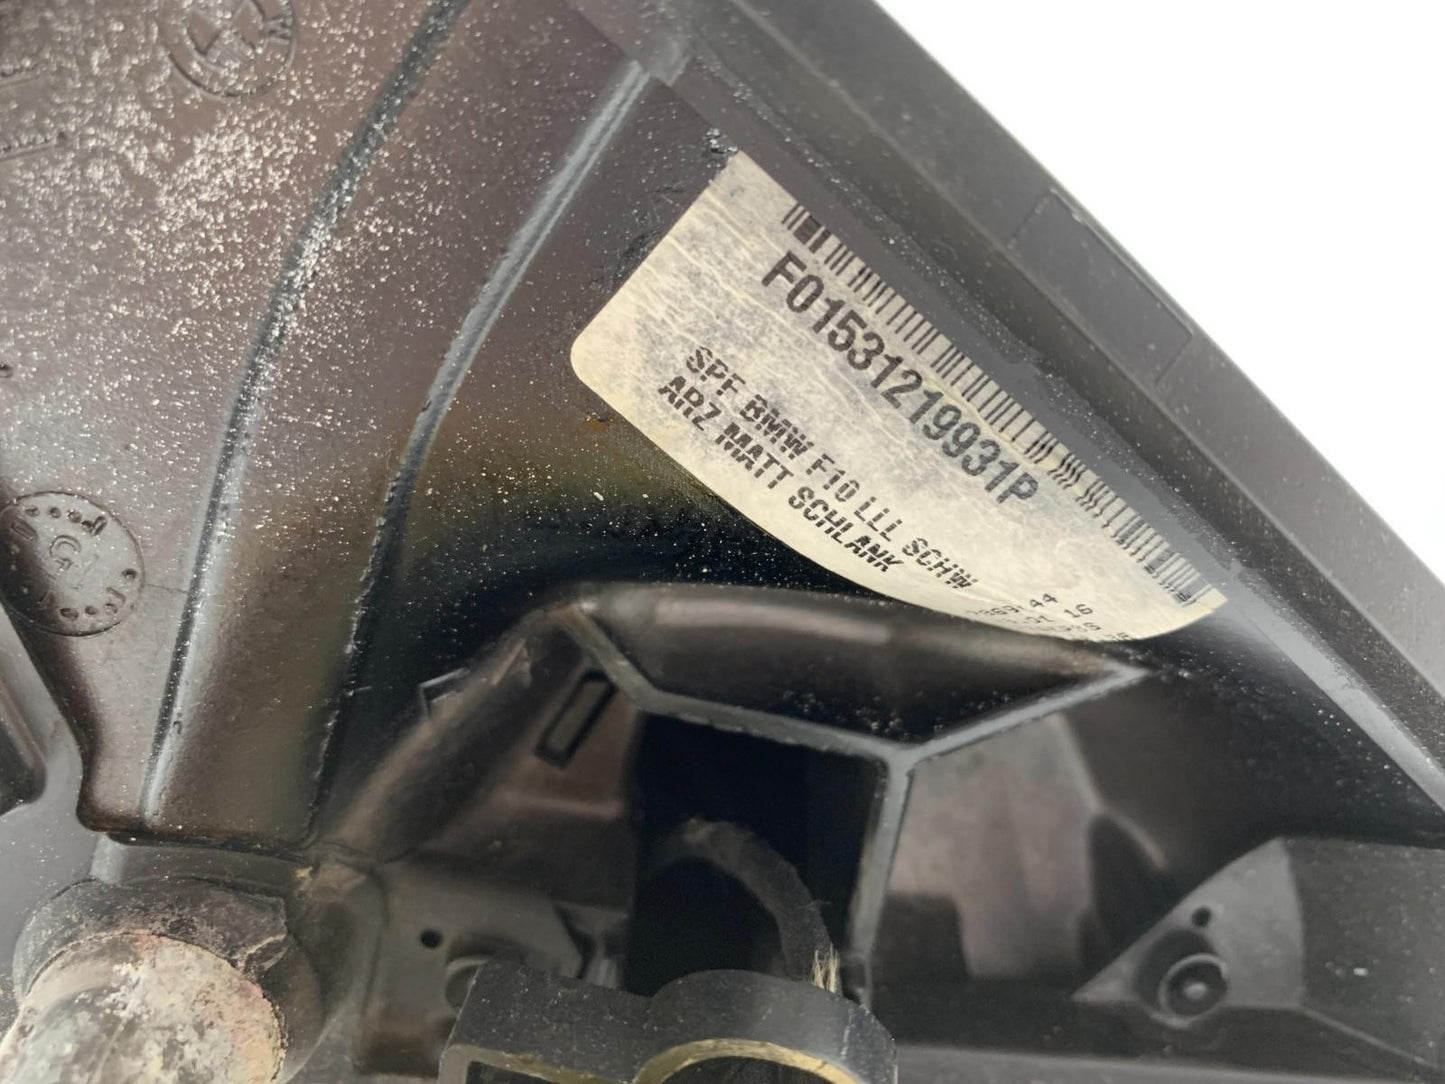 F01531219931P
SPF BMW F10 LLL SCHW
ARZ MATT SCHLANK